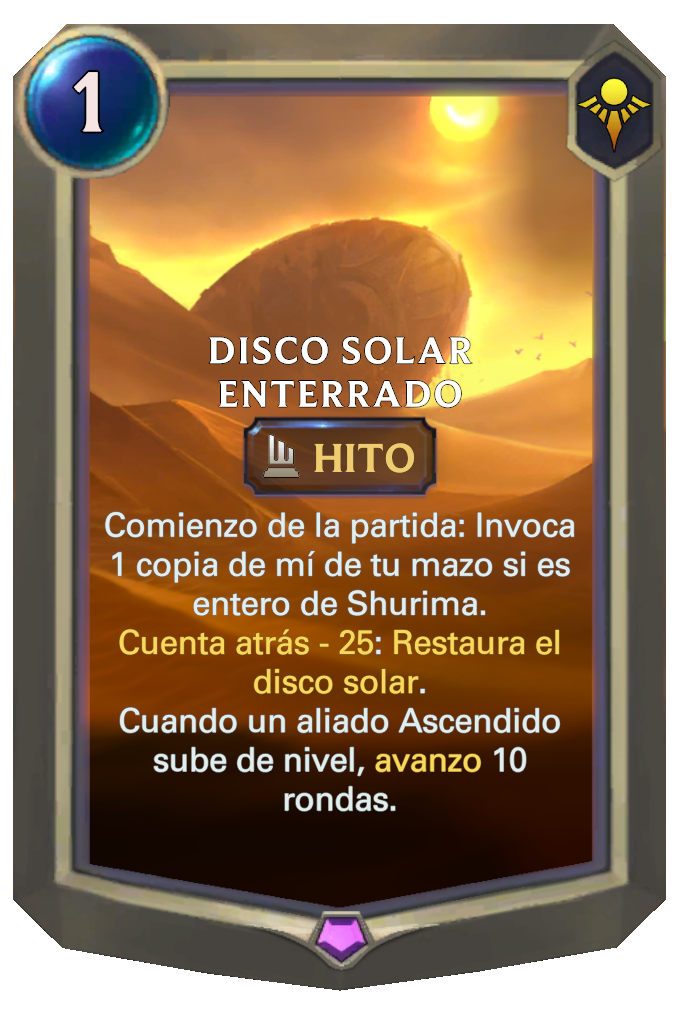 1
DISCO SOLAR
ENTERRADO
HITO
Comienzo de la partida: Invoca
1 copia de mí de tu mazo si es
entero de Shurima.
Cuenta atrás - 25: Restaura el
disco solar.
Cuando un aliado Ascendido
sube de nivel, avanzo 10
rondas.